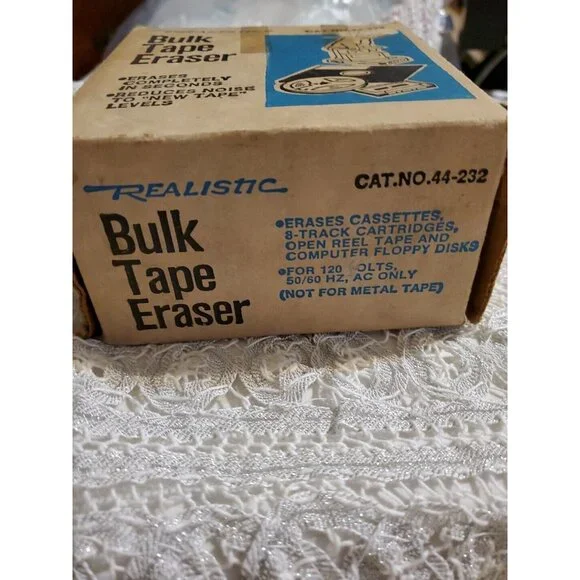 Bulk
Tape
Eraser
•ERASES
COMPLETELY
IN SECONDS
•REDUCES NOISE
TO "NEW TAPE"
LEVELS
REALISTIC
CAT.NO.44-232
Bulk
Tape
Eraser
•ERASES CASSETTES,
8-TRACK CARTRIDGES,
OPEN REEL TAPE AND
COMPUTER FLOPPY DISKS
•FOR 120 OLTS,
50/60 HZ, AC ONLY
(NOT FOR METAL TAPE)